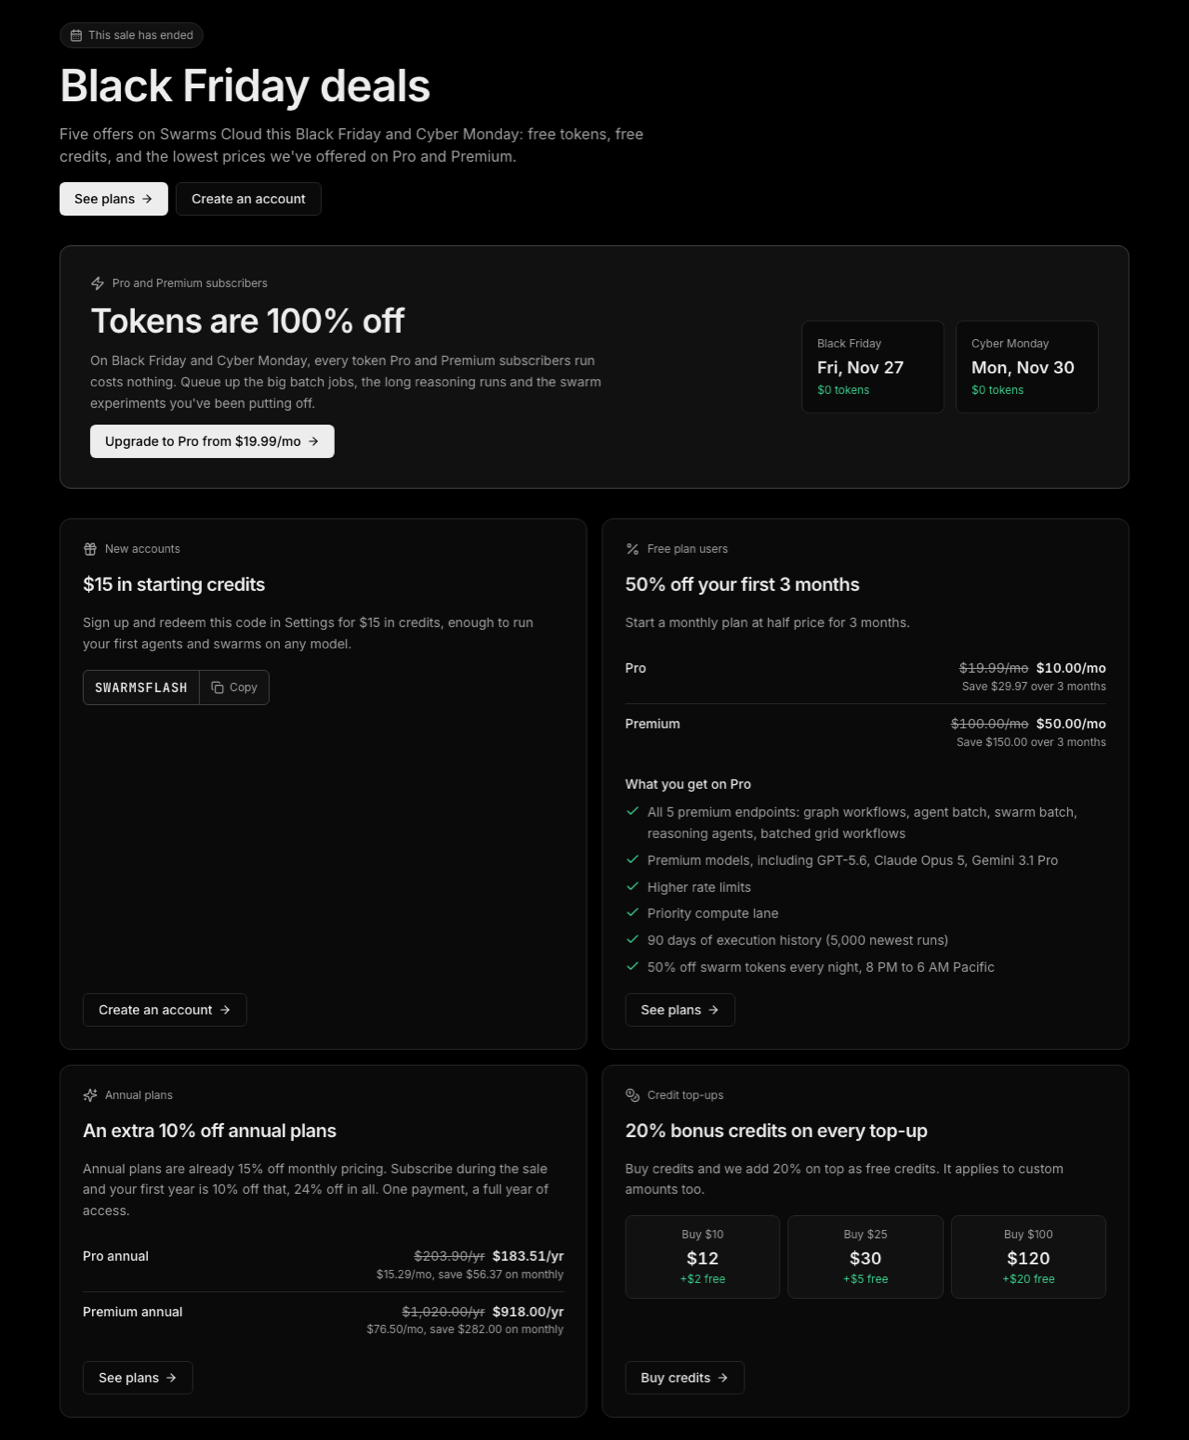 This sale has ended
Black Friday deals
Five offers on Swarms Cloud this Black Friday and Cyber Monday: free tokens, free
credits, and the lowest prices we've offered on Pro and Premium.
See plans →
Create an account
Pro and Premium subscribers
Tokens are 100% off
On Black Friday and Cyber Monday, every token Pro and Premium subscribers run
costs nothing. Queue up the big batch jobs, the long reasoning runs and the swarm
experiments you've been putting off.
Upgrade to Pro from $19.99/mo →
Black Friday
Fri, Nov 27
$0 tokens
Cyber Monday
Mon, Nov 30
$0 tokens
New accounts
$15 in starting credits
Sign up and redeem this code in Settings for $15 in credits, enough to run
your first agents and swarms on any model.
SWARMSFLASH
Copy
Create an account →
Free plan users
50% off your first 3 months
Start a monthly plan at half price for 3 months.
Pro
$19.99/mo $10.00/mo
Save $29.97 over 3 months
Premium
$100.00/mo $50.00/mo
Save $150.00 over 3 months
What you get on Pro
All 5 premium endpoints: graph workflows, agent batch, swarm batch,
reasoning agents, batched grid workflows
Premium models, including GPT-5.6, Claude Opus 5, Gemini 3.1 Pro
Higher rate limits
Priority compute lane
90 days of execution history (5,000 newest runs)
50% off swarm tokens every night, 8 PM to 6 AM Pacific
See plans →
Annual plans
An extra 10% off annual plans
Annual plans are already 15% off monthly pricing. Subscribe during the sale
and your first year is 10% off that, 24% off in all. One payment, a full year of
access.
Pro annual
$203.90/yr $183.51/yr
$15.29/mo, save $56.37 on monthly
Premium annual
$1,020.00/yr $918.00/yr
$76.50/mo, save $282.00 on monthly
See plans →
Credit top-ups
20% bonus credits on every top-up
Buy credits and we add 20% on top as free credits. It applies to custom
amounts too.
Buy $10
$12
+$2 free
Buy $25
$30
+$5 free
Buy $100
$120
+$20 free
Buy credits →